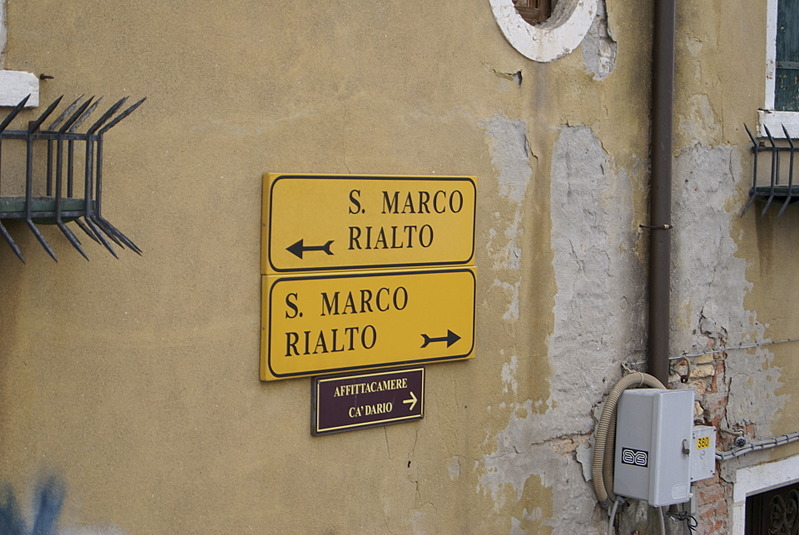 S. MARCO
RIALTO
S. MARCO
RIALTO
AFFITTACAMERE
CA' DARIO
380